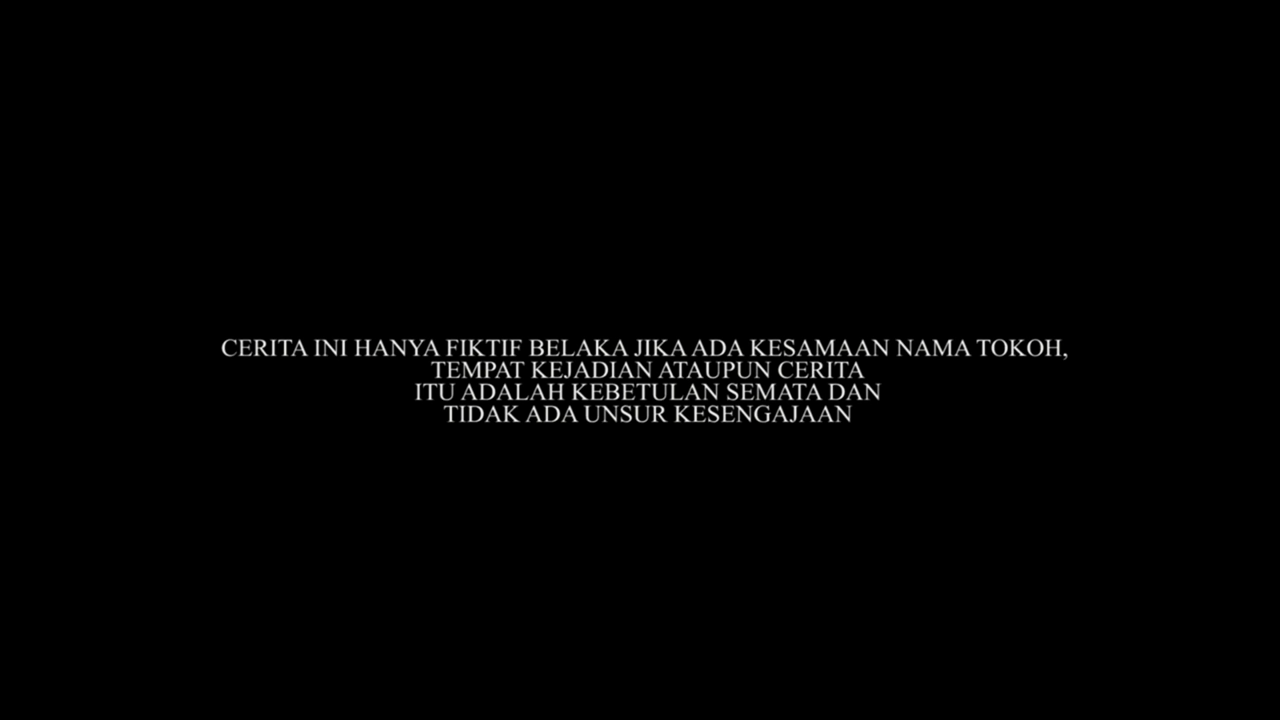 CERITA INI HANYA FIKTIF BELAKA JIKA ADA KESAMAAN NAMA TOKOH,
TEMPAT KEJADIAN ATAUPUN CERITA
ITU ADALAH KEBETULAN SEMATA DAN
TIDAK ADA UNSUR KESENGAJAAN